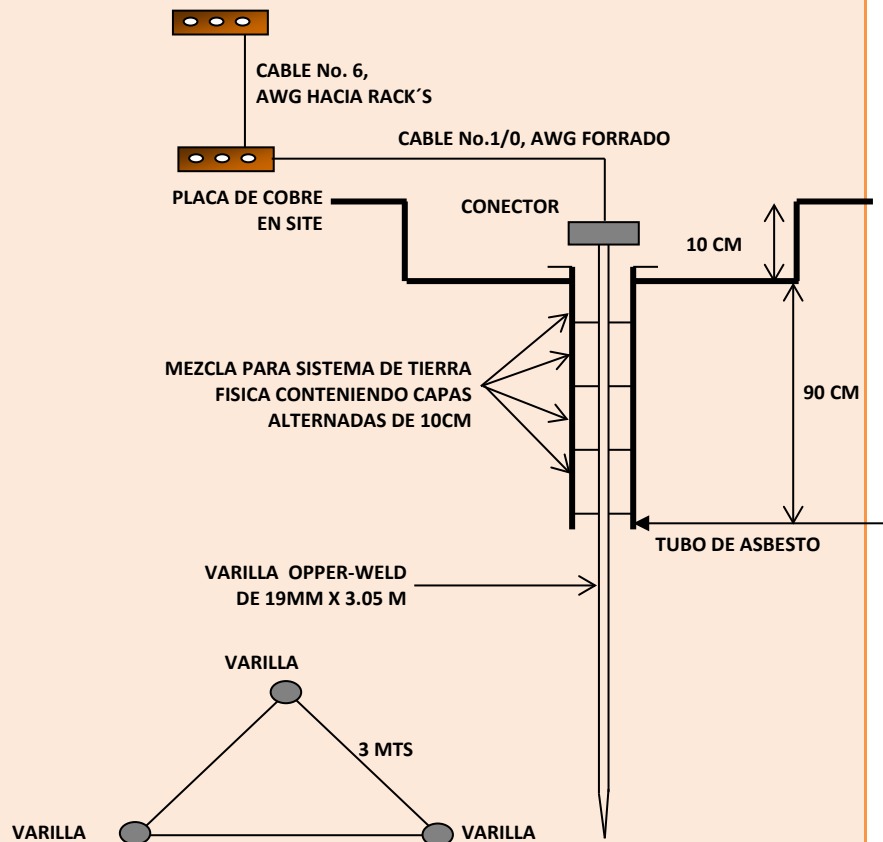 CABLE No. 6,
AWG HACIA RACK´S
CABLE No.1/0, AWG FORRADO
PLACA DE COBRE
EN SITE
CONECTOR
10 CM
MEZCLA PARA SISTEMA DE TIERRA
FISICA CONTENIENDO CAPAS
ALTERNADAS DE 10CM
90 CM
TUBO DE ASBESTO
VARILLA OPPER-WELD
DE 19MM X 3.05 M
VARILLA
3 MTS
VARILLA
VARILLA